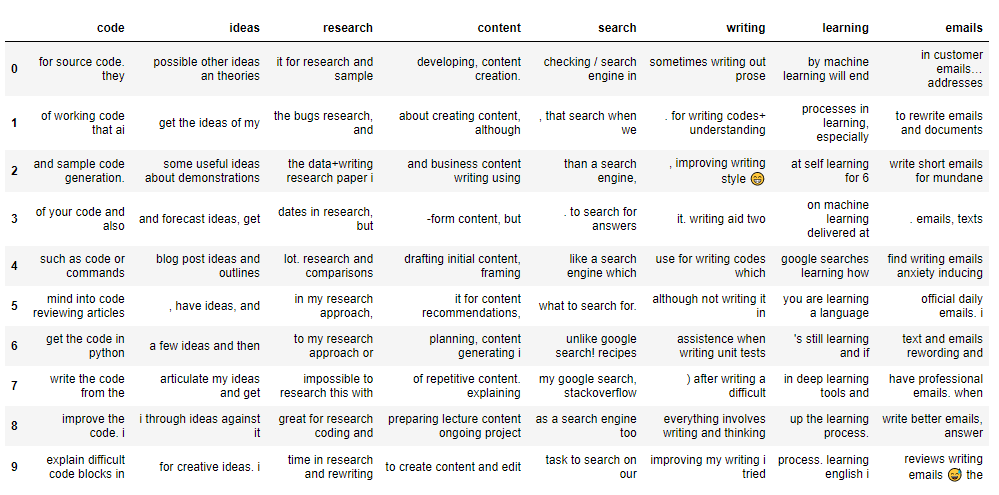 code ideas research content search writing learning emails
0 for source code. they possible other ideas an theories it for research and sample developing, content creation. checking / search engine in sometimes writing out prose by machine learning will end in customer emails... addresses
1 of working code that ai get the ideas of my the bugs research, and about creating content, although , that search when we . for writing codes+ understanding processes in learning, especially to rewrite emails and documents
2 and sample code generation. some useful ideas about demonstrations the data+writing research paper i and business content writing using than a search engine, , improving writing style 😄 at self learning for 6 write short emails for mundane
3 of your code and also and forecast ideas, get dates in research, but -form content, but . to search for answers it. writing aid two on machine learning delivered at . emails, texts
4 such as code or commands blog post ideas and outlines lot. research and comparisons drafting initial content, framing like a search engine which use for writing codes which google searches learning how find writing emails anxiety inducing
5 mind into code reviewing articles , have ideas, and in my research approach, it for content recommendations, what to search for. although not writing it in you are learning a language official daily emails. i
6 get the code in python a few ideas and then to my research approach or planning, content generating i unlike google search! recipes assistence when writing unit tests 's still learning and if text and emails rewording and
7 write the code from the articulate my ideas and get impossible to research this with of repetitive content. explaining my google search, stackoverflow ) after writing a difficult in deep learning tools and have professional emails. when
8 improve the code. i i through ideas against it great for research coding and preparing lecture content ongoing project as a search engine too everything involves writing and thinking up the learning process. write better emails, answer
9 explain difficult code blocks in for creative ideas. i time in research and rewriting to create content and edit task to search on our improving my writing i tried process. learning english i reviews writing emails 😅 the